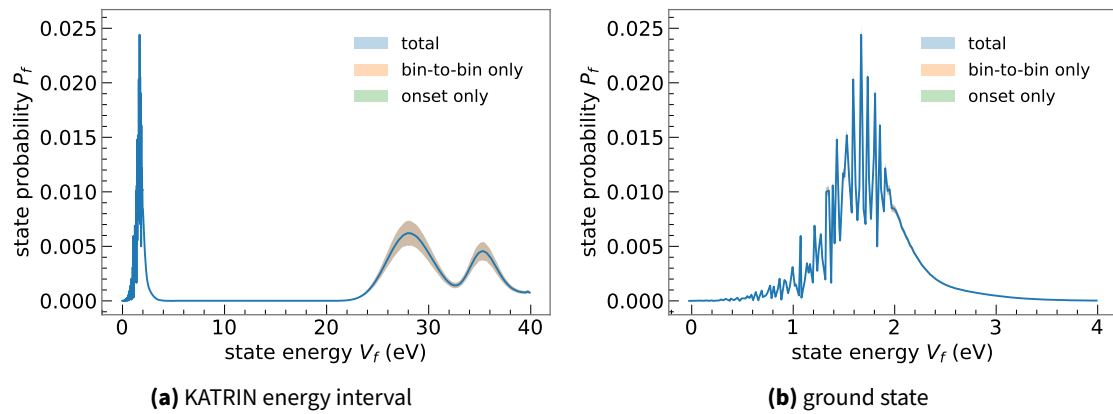 0.025
0.020
0.015
0.010
0.005
0.000
state probability P_f
total
bin-to-bin only
onset only
0 10 20 30 40
state energy V_f (eV)
(a) KATRIN energy interval
0.025
0.020
0.015
0.010
0.005
0.000
state probability P_f
total
bin-to-bin only
onset only
0 1 2 3 4
state energy V_f (eV)
(b) ground state